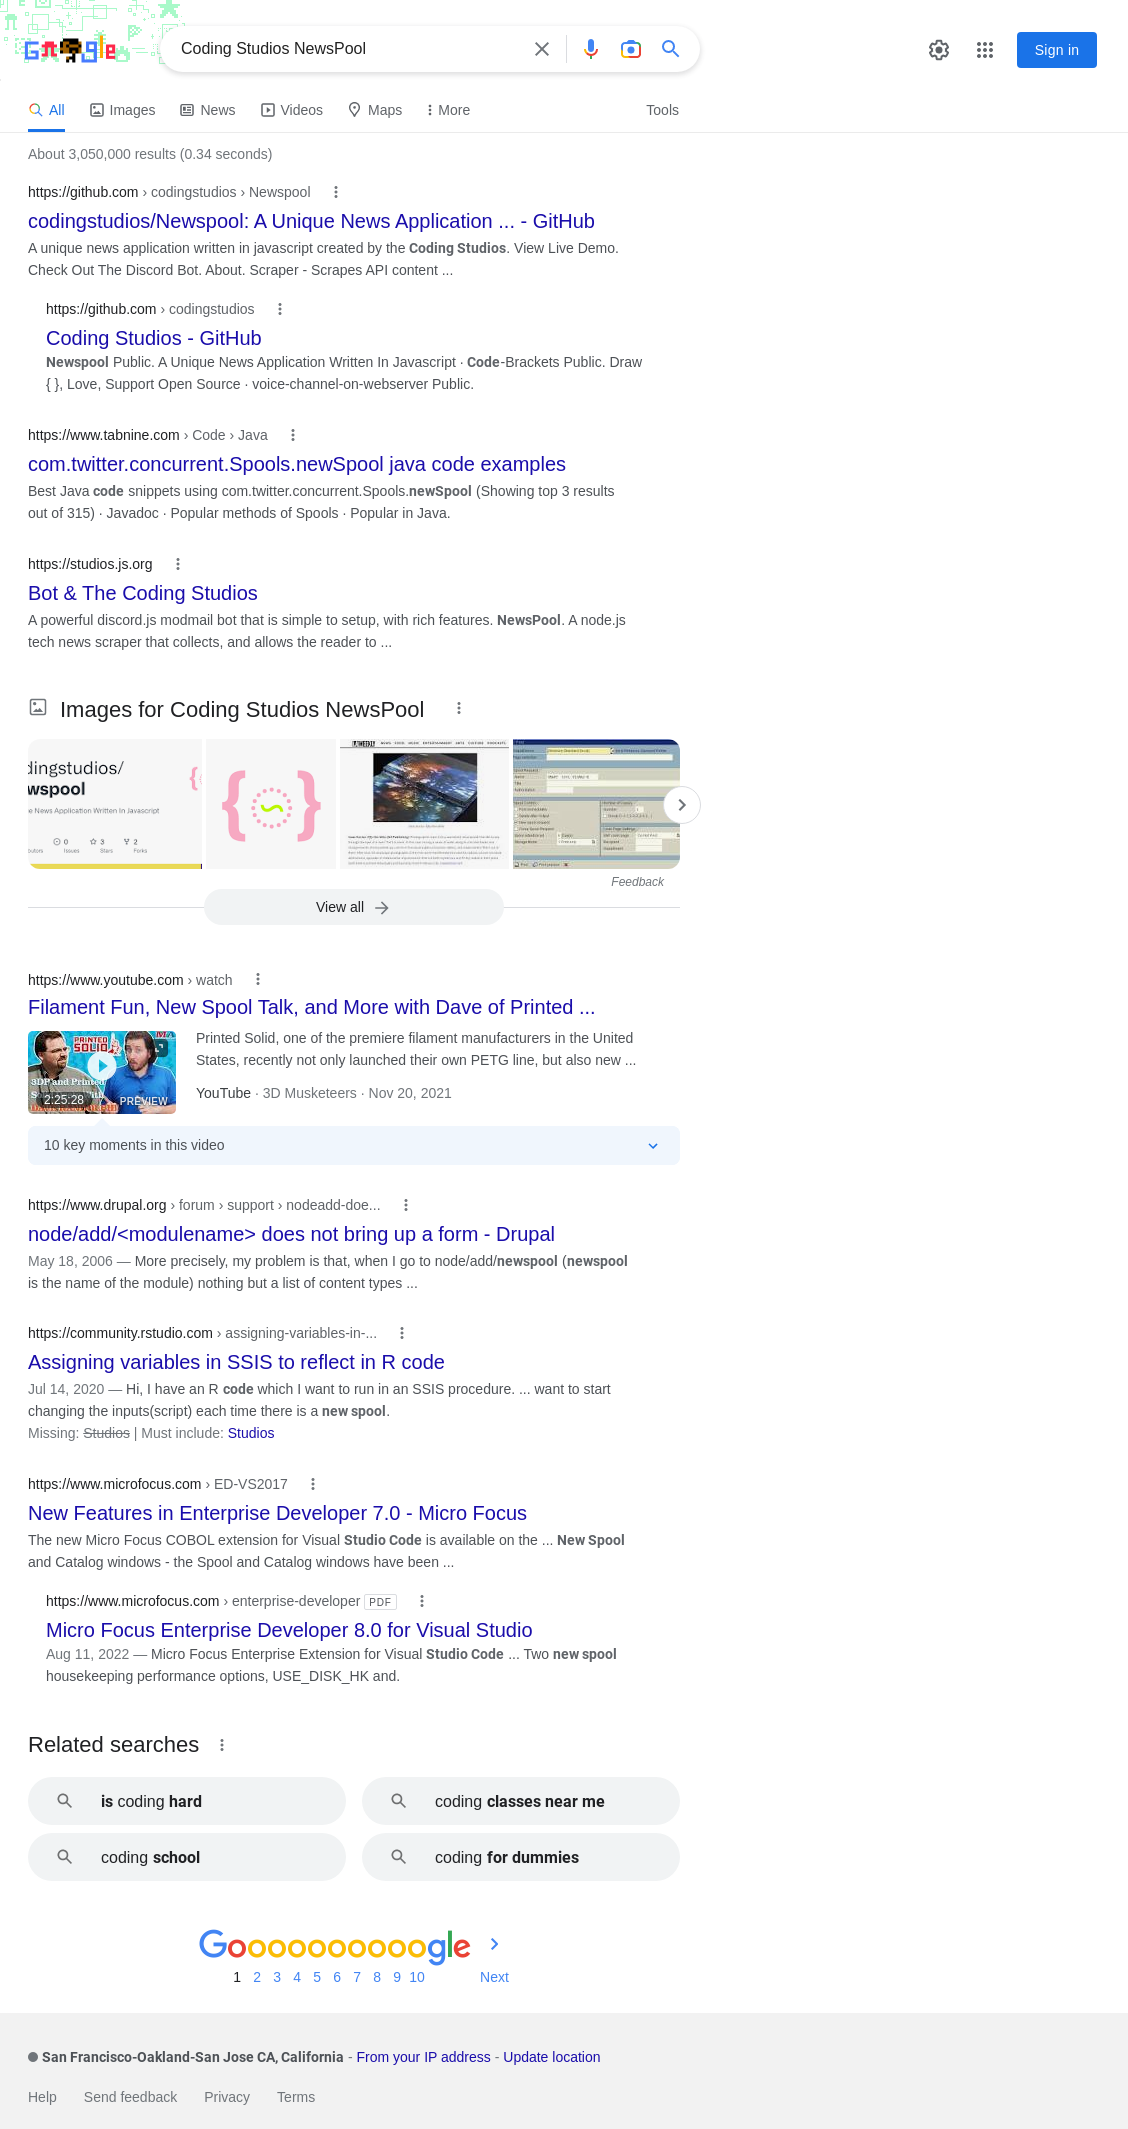 Google
Coding Studios NewsPool
Sign in
All
Images
News
Videos
Maps
More
Tools
About 3,050,000 results (0.34 seconds)
https://github.com › codingstudios › Newspool
codingstudios/Newspool: A Unique News Application ... - GitHub
A unique news application written in javascript created by the Coding Studios. View Live Demo.
Check Out The Discord Bot. About. Scraper - Scrapes API content ...
https://github.com › codingstudios
Coding Studios - GitHub
Newspool Public. A Unique News Application Written In Javascript · Code-Brackets Public. Draw
{ }, Love, Support Open Source · voice-channel-on-webserver Public.
https://www.tabnine.com › Code › Java
com.twitter.concurrent.Spools.newSpool java code examples
Best Java code snippets using com.twitter.concurrent.Spools.newSpool (Showing top 3 results
out of 315) · Javadoc · Popular methods of Spools · Popular in Java.
https://studios.js.org
Bot & The Coding Studios
A powerful discord.js modmail bot that is simple to setup, with rich features. NewsPool. A node.js
tech news scraper that collects, and allows the reader to ...
Images for Coding Studios NewsPool
dingstudios/
wspool
e News Application Written In Javascript
0
3
2
Issues
Stars
Forks
Feedback
View all
https://www.youtube.com › watch
Filament Fun, New Spool Talk, and More with Dave of Printed ...
PRINTED
SOLID
3DP and Printed
2:25:28
PREVIEW
Printed Solid, one of the premiere filament manufacturers in the United
States, recently not only launched their own PETG line, but also new ...
YouTube · 3D Musketeers · Nov 20, 2021
10 key moments in this video
https://www.drupal.org › forum › support › nodeadd-doe...
node/add/<modulename> does not bring up a form - Drupal
May 18, 2006 — More precisely, my problem is that, when I go to node/add/newspool (newspool
is the name of the module) nothing but a list of content types ...
https://community.rstudio.com › assigning-variables-in-...
Assigning variables in SSIS to reflect in R code
Jul 14, 2020 — Hi, I have an R code which I want to run in an SSIS procedure. ... want to start
changing the inputs(script) each time there is a new spool.
Missing: Studios | Must include: Studios
https://www.microfocus.com › ED-VS2017
New Features in Enterprise Developer 7.0 - Micro Focus
The new Micro Focus COBOL extension for Visual Studio Code is available on the ... New Spool
and Catalog windows - the Spool and Catalog windows have been ...
https://www.microfocus.com › enterprise-developer PDF
Micro Focus Enterprise Developer 8.0 for Visual Studio
Aug 11, 2022 — Micro Focus Enterprise Extension for Visual Studio Code ... Two new spool
housekeeping performance options, USE_DISK_HK and.
Related searches
is coding hard
coding classes near me
coding school
coding for dummies
Goooooooooogle
1 2 3 4 5 6 7 8 9 10 Next
San Francisco-Oakland-San Jose CA, California - From your IP address - Update location
Help Send feedback Privacy Terms